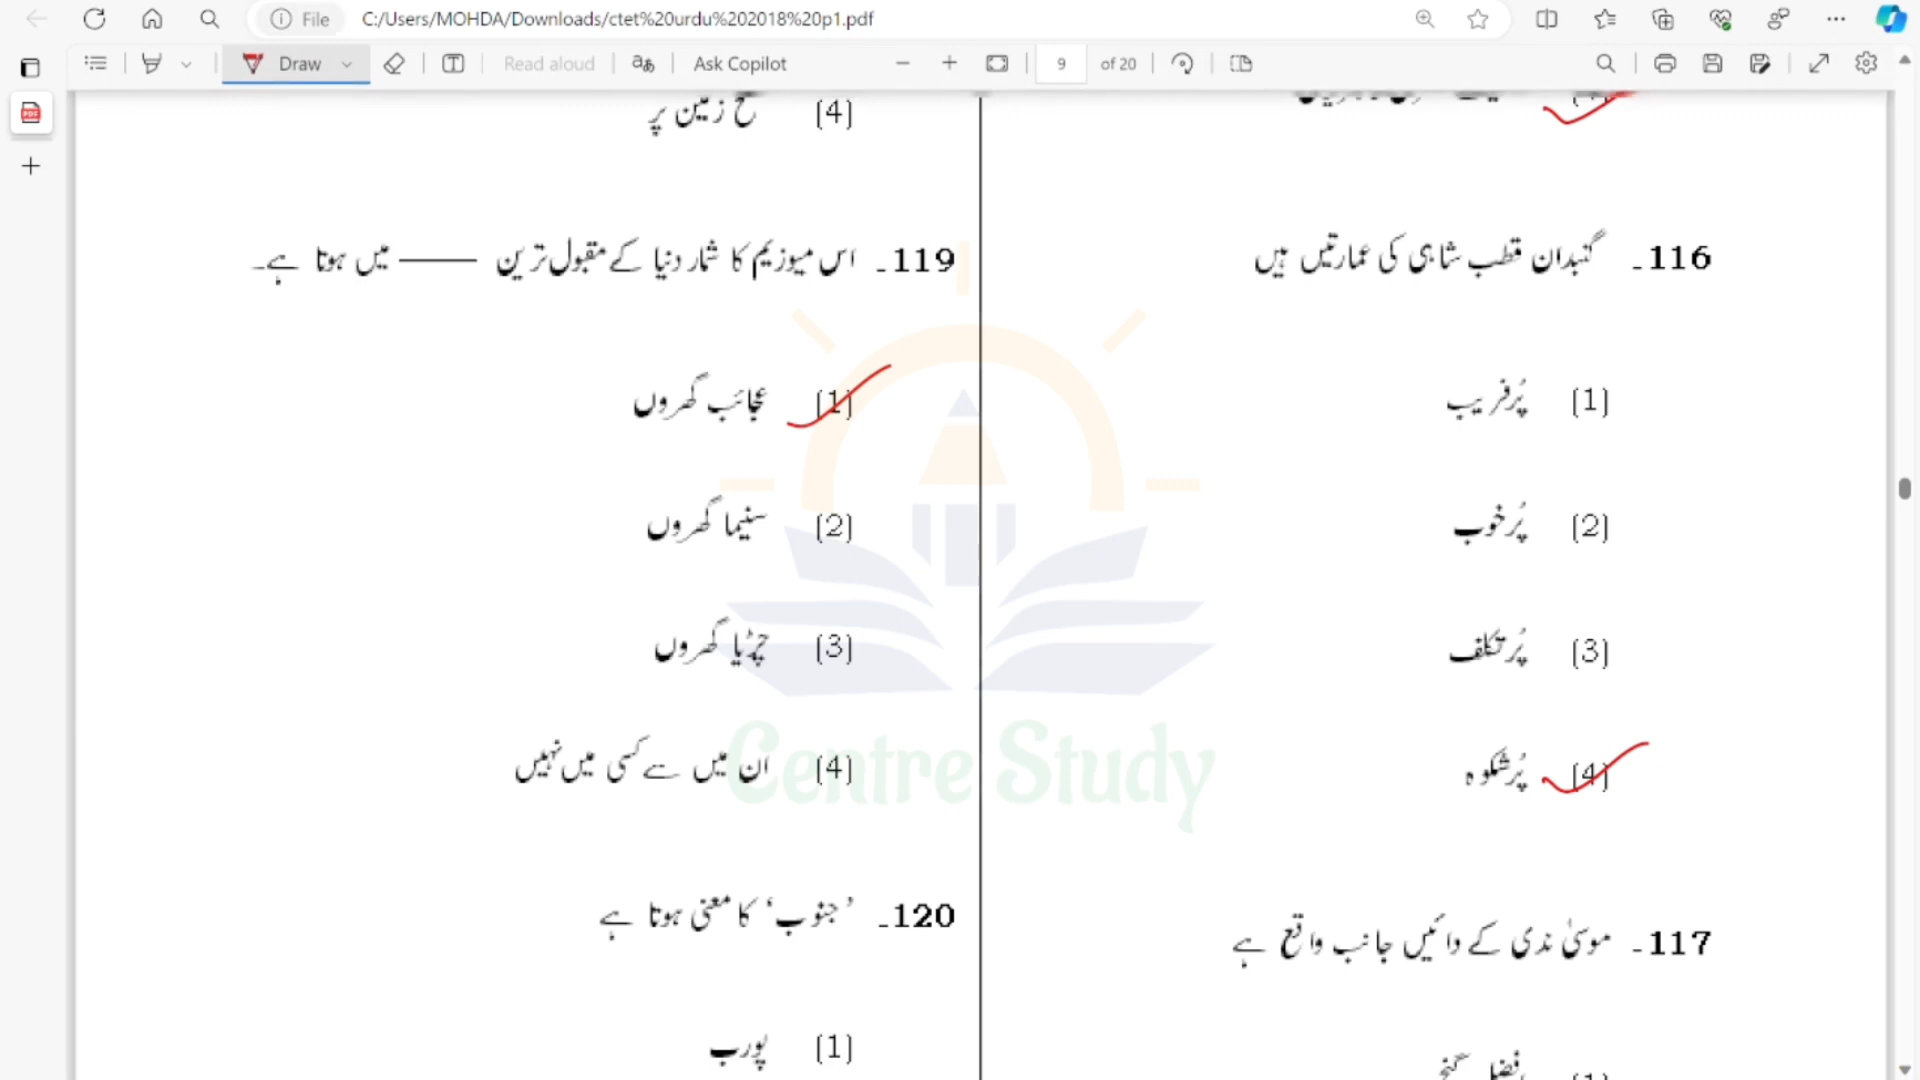 File C:/Users/MOHDA/Downloads/ctet%20urdu%202018%20p1.pdf
Draw Read aloud Ask Copilot 9 of 20
116۔ گنبدان قطب شاہی کی عمارتیں ہیں
(1) پُرفریب
(2) پُرخوب
(3) پُرتکلف
(4) پُرشکوہ
117۔ موسیٰ ندی کے دائیں جانب واقع ہے
(1) افضل گنج
(4) زمین پر
119۔ اس میوزیم کا شمار دنیا کے مقبول ترین ——— میں ہوتا ہے۔
(1) عجائب گھروں
(2) سنیما گھروں
(3) چڑیا گھروں
(4) ان میں سے کسی میں نہیں
120۔ ’جنوب‘ کا معنی ہوتا ہے
(1) پورب
Centre Study